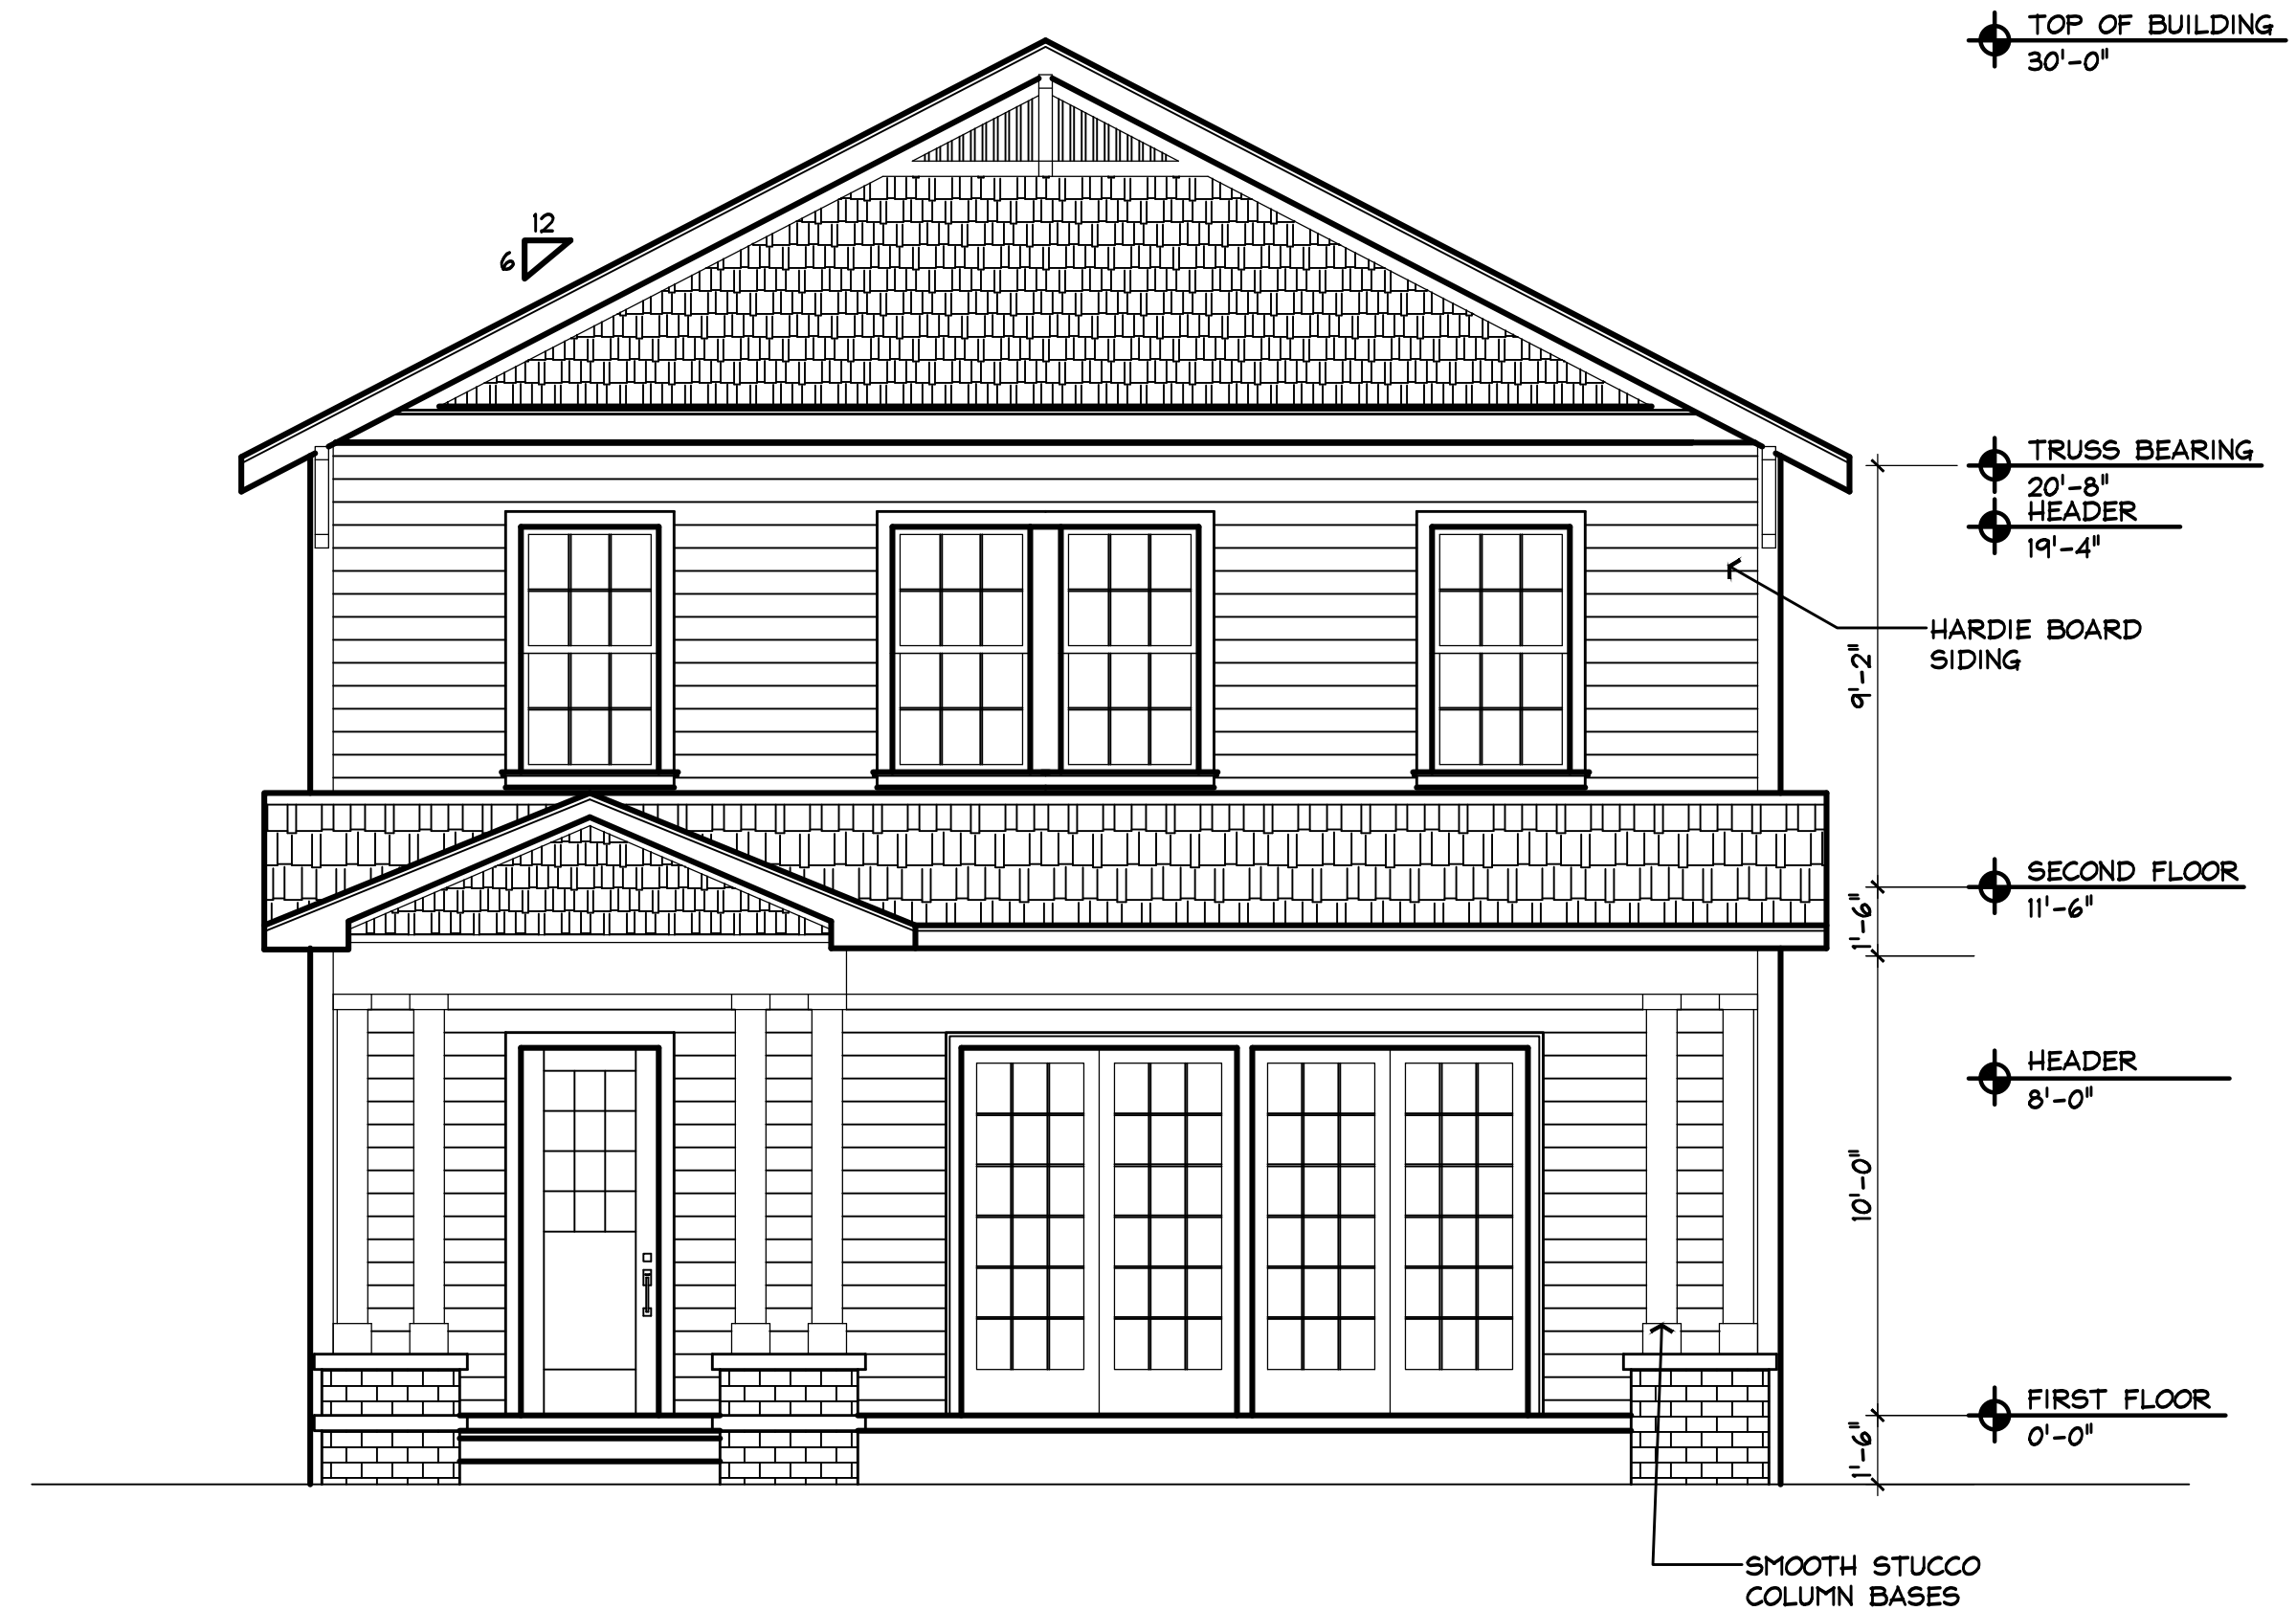 TOP OF BUILDING
30'-0"
12
6
TRUSS BEARING
20'-8"
HEADER
19'-4"
HARDIE BOARD
SIDING
9'-2"
SECOND FLOOR
11'-6"
1'-6"
HEADER
8'-0"
10'-0"
FIRST FLOOR
0'-0"
1'-6"
SMOOTH STUCCO
COLUMN BASES